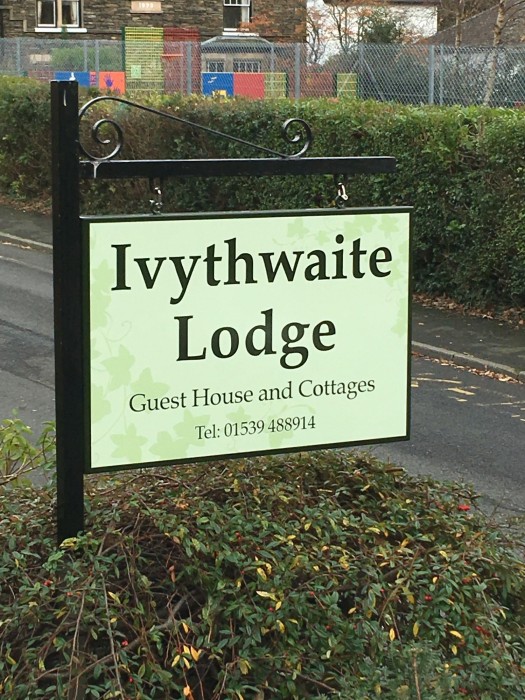 Ivythwaite
Lodge
Guest House and Cottages
Tel: 01539 488914